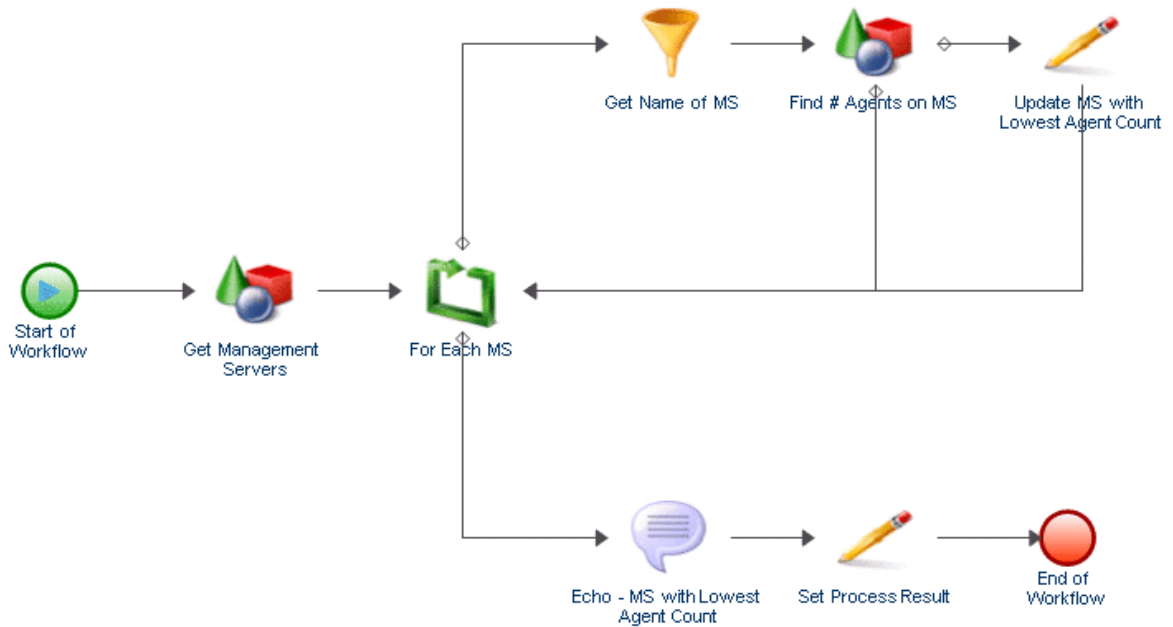 Get Name of MS
Find # Agents on MS
Update MS with
Lowest Agent Count
Start of
Workflow
Get Management
Servers
For Each MS
Echo - MS with Lowest
Agent Count
Set Process Result
End of
Workflow